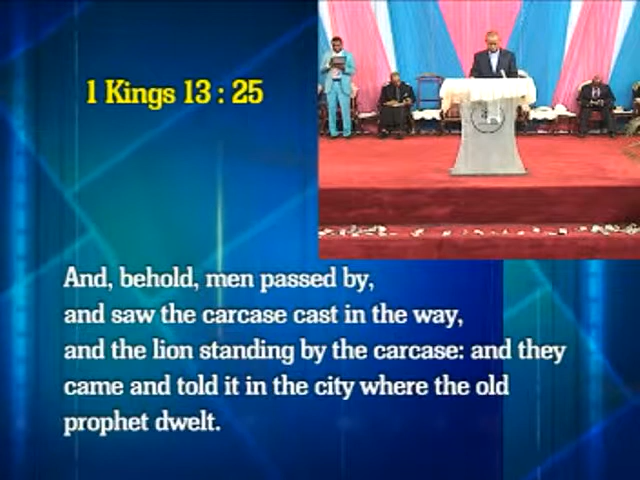 1 Kings 13 : 25
And, behold, men passed by,
and saw the carcase cast in the way,
and the lion standing by the carcase: and they
came and told it in the city where the old
prophet dwelt.